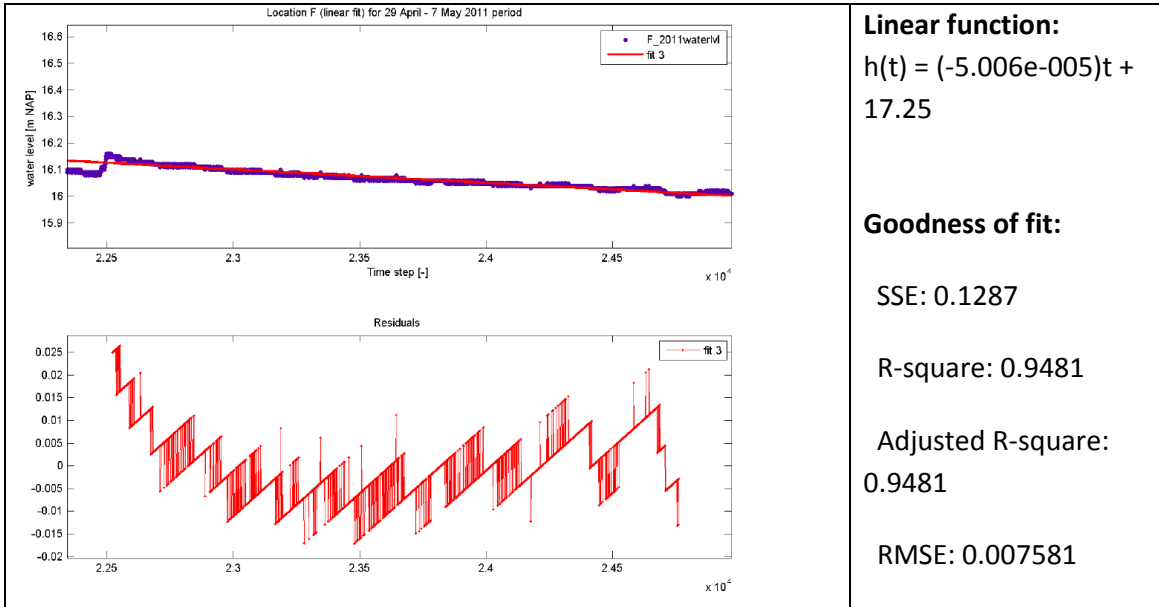 Location F (linear fit) for 29 April - 7 May 2011 period
16.6
16.5
16.4
16.3
16.2
16.1
16
15.9
water level [m NAP]
F_2011waterlvl
fit 3
2.25
2.3
2.35
2.4
2.45
Time step [-]
x 10⁴
Residuals
0.025
0.02
0.015
0.01
0.005
0
-0.005
-0.01
-0.015
-0.02
fit 3
2.25
2.3
2.35
2.4
2.45
x 10⁴
Linear function:
h(t) = (-5.006e-005)t +
17.25
Goodness of fit:
SSE: 0.1287
R-square: 0.9481
Adjusted R-square:
0.9481
RMSE: 0.007581